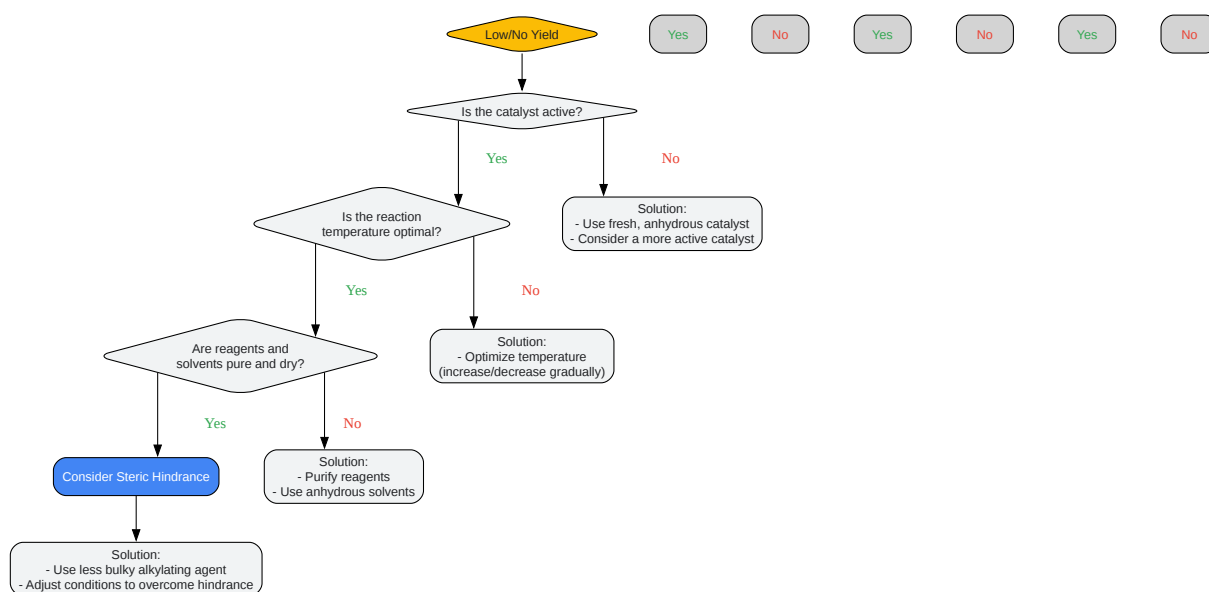 Low/No Yield
Yes
No
Yes
No
Yes
No
Is the catalyst active?
Yes
No
Is the reaction
temperature optimal?
Solution:
- Use fresh, anhydrous catalyst
- Consider a more active catalyst
Yes
No
Are reagents and
solvents pure and dry?
Solution:
- Optimize temperature
(increase/decrease gradually)
Yes
No
Consider Steric Hindrance
Solution:
- Purify reagents
- Use anhydrous solvents
Solution:
- Use less bulky alkylating agent
- Adjust conditions to overcome hindrance